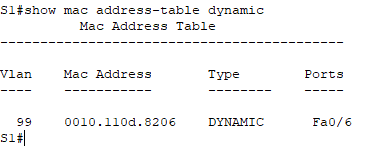 S1#show mac address-table dynamic
Mac Address Table
-------------------------------------------
Vlan    Mac Address       Type        Ports
----    -----------       --------    -----
99    0010.110d.8206    DYNAMIC     Fa0/6
S1#